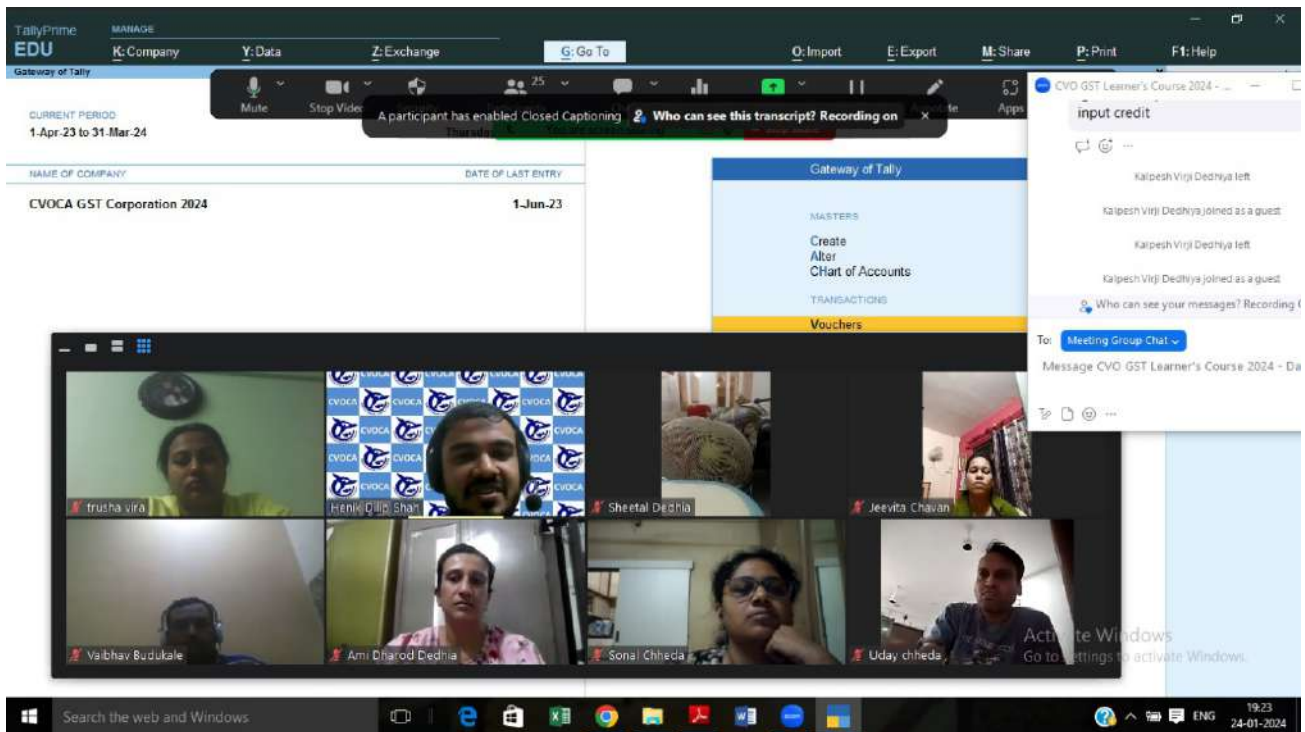 TallyPrime
EDU
MANAGE
K: Company
Y: Data
Z: Exchange
G: Go To
O: Import
E: Export
M: Share
P: Print
F1: Help
Gateway of Tally
Mute
Stop Video
25
Apps
A participant has enabled Closed Captioning
Who can see this transcript? Recording on
CURRENT PERIOD
1-Apr-23 to 31-Mar-24
NAME OF COMPANY
DATE OF LAST ENTRY
CVOCA GST Corporation 2024
1-Jun-23
Gateway of Tally
MASTERS
Create
Alter
CHart of Accounts
TRANSACTIONS
Vouchers
CVO GST Learner's Course 2024 - ...
input credit
Kalpesh Virji Dedhiya left
Kalpesh Virji Dedhiya joined as a guest
Kalpesh Virji Dedhiya left
Kalpesh Virji Dedhiya joined as a guest
Who can see your messages? Recording
To: Meeting Group Chat
Message CVO GST Learner's Course 2024 - Da
CVOCA
trusha vira
Henik Dilip Shah
Sheetal Dedhia
Jeevita Chavan
Vaibhav Budukale
Ami Dharod Dedhia
Sonal Chheda
Uday chheda
Activate Windows
Go to Settings to activate Windows.
Search the web and Windows
ENG
19:23
24-01-2024